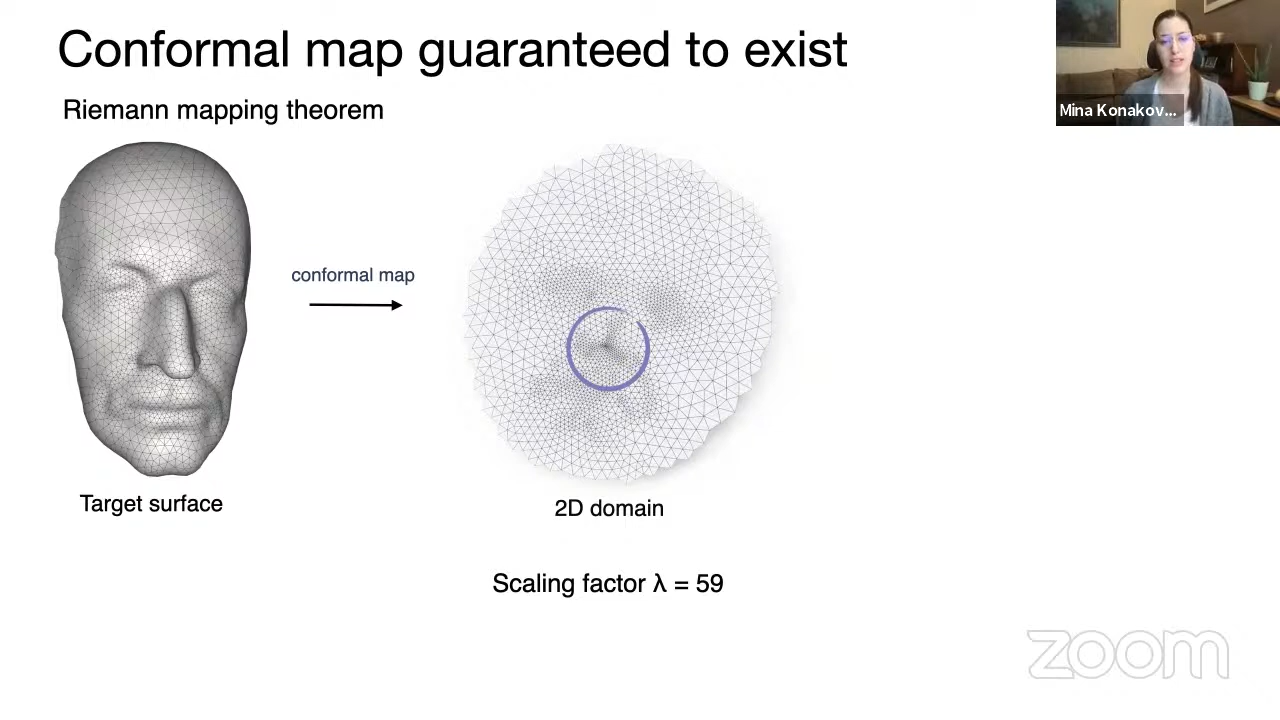 Conformal map guaranteed to exist
Riemann mapping theorem
Mina Konakov...
conformal map
Target surface
2D domain
Scaling factor λ = 59
zoom